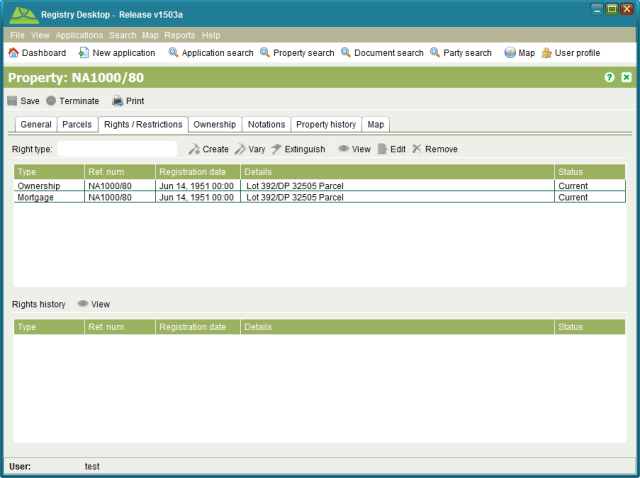 Registry Desktop - Release v1503a
File View Applications Search Map Reports Help
Dashboard New application Application search Property search Document search Party search Map User profile
Property: NA1000/80
Save Terminate Print
General Parcels Rights / Restrictions Ownership Notations Property history Map
Right type: Create Vary Extinguish View Edit Remove
Type Ref. num Registration date Details Status
Ownership NA1000/80 Jun 14, 1951 00:00 Lot 392/DP 32505 Parcel Current
Mortgage NA1000/80 Jun 14, 1951 00:00 Lot 392/DP 32505 Parcel Current
Rights history View
Type Ref. num Registration date Details Status
User: test